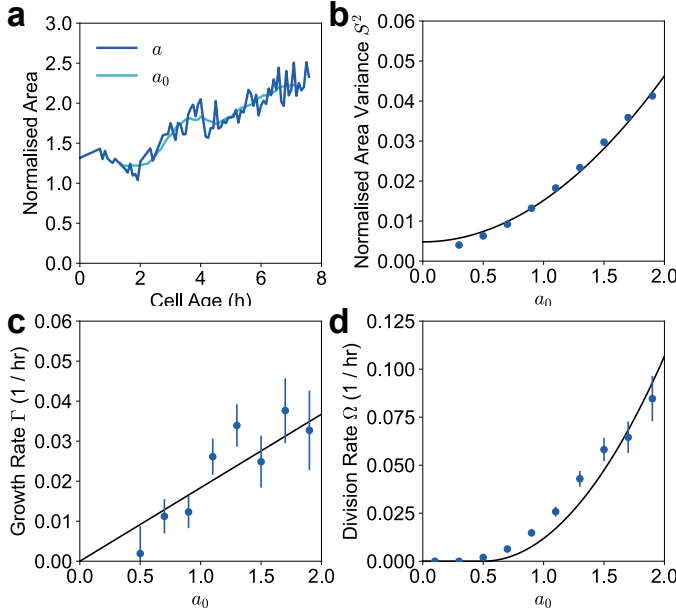 a
3.0
2.5
2.0
1.5
1.0
0.5
0.0
Normalised Area
a
a₀
0 2 4 6 8
Cell Age (h)
b
0.06
0.05
0.04
0.03
0.02
0.01
0.00
Normalised Area Variance S²
0.0 0.5 1.0 1.5 2.0
a₀
c
0.06
0.05
0.04
0.03
0.02
0.01
0.00
Growth Rate Γ (1 / hr)
0.0 0.5 1.0 1.5 2.0
a₀
d
0.125
0.100
0.075
0.050
0.025
0.000
Division Rate Ω (1 / hr)
0.0 0.5 1.0 1.5 2.0
a₀